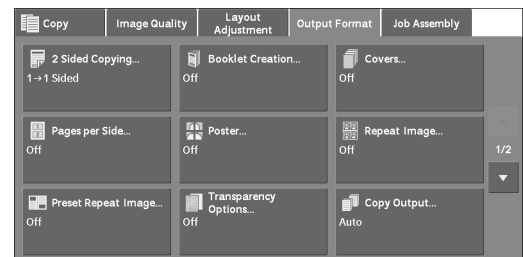 Copy
Image Quality
Layout
Adjustment
Output Format
Job Assembly
2 Sided Copying...
1→1 Sided
Booklet Creation...
Off
Covers...
Off
Pages per Side...
Off
Poster...
Off
Repeat Image...
Off
1/2
Preset Repeat Image...
Off
Transparency
Options...
Off
Copy Output...
Auto